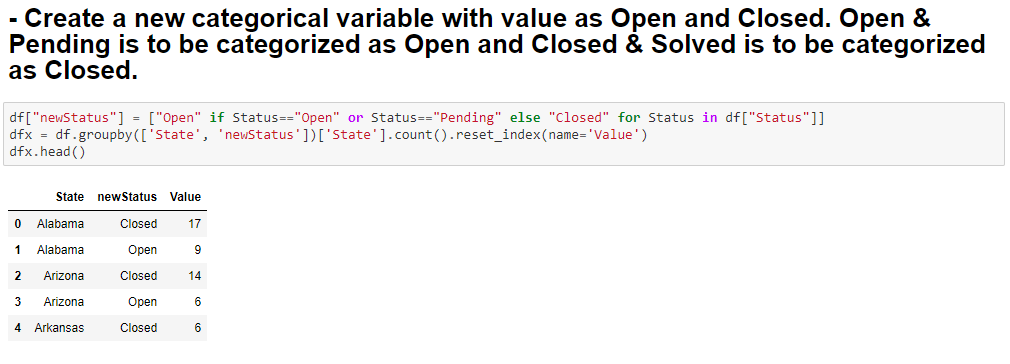 - Create a new categorical variable with value as Open and Closed. Open &
Pending is to be categorized as Open and Closed & Solved is to be categorized
as Closed.
df["newStatus"] = ["Open" if Status=="Open" or Status=="Pending" else "Closed" for Status in df["Status"]]
dfx = df.groupby(['State', 'newStatus'])['State'].count().reset_index(name='Value')
dfx.head()
State newStatus Value
0 Alabama Closed 17
1 Alabama Open 9
2 Arizona Closed 14
3 Arizona Open 6
4 Arkansas Closed 6